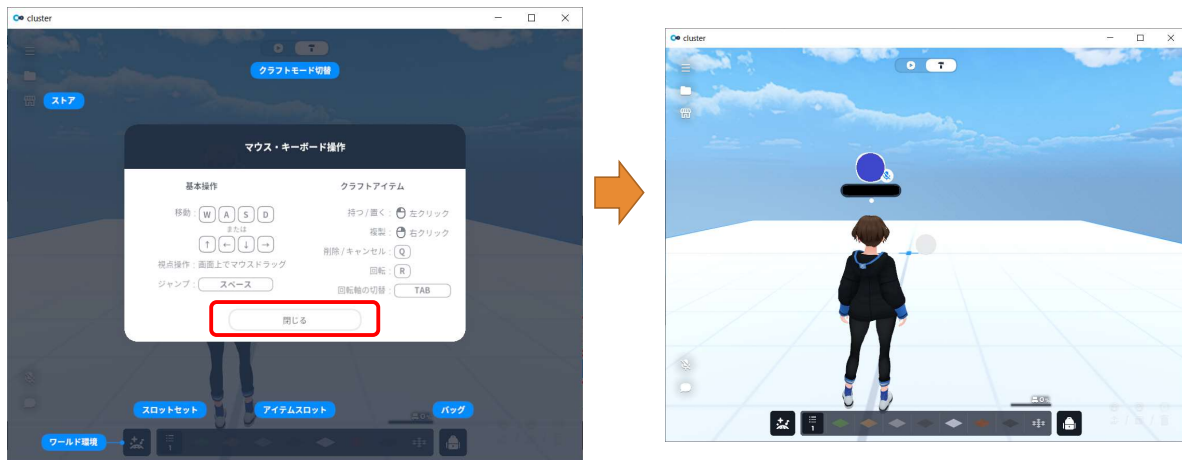 cluster
クラフトモード切替
ストア
マウス・キーボード操作
基本操作
移動 : W A S D
または
↑ ← ↓ →
視点操作 : 画面上でマウスドラッグ
ジャンプ : スペース
クラフトアイテム
持つ / 置く : 左クリック
複製 : 右クリック
削除 / キャンセル : Q
回転 : R
回転軸の切替 : TAB
閉じる
スロットセット
アイテムスロット
バッグ
ワールド環境
1
cluster
1